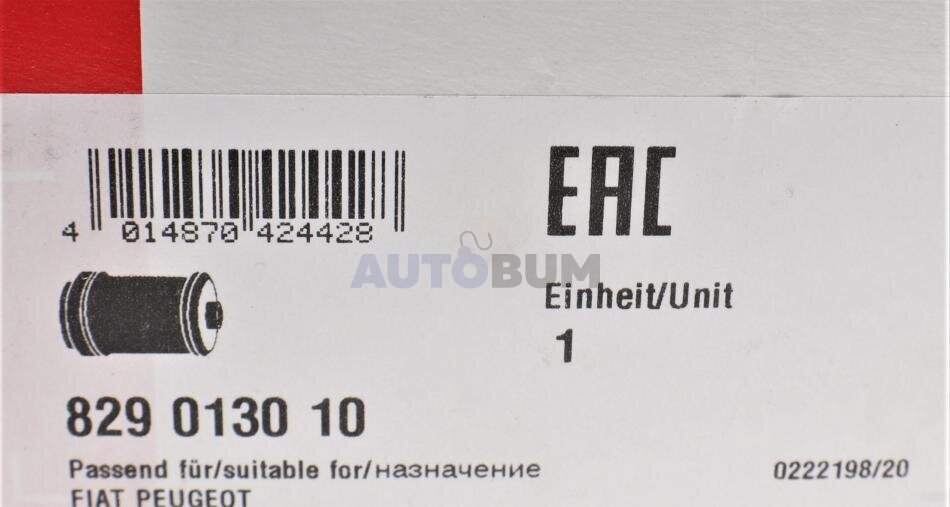 EAC
4 014870 424428
AUTOBUM
Einheit/Unit
1
829 0130 10
Passend für/suitable for/назначение
0222198/20
FIAT PEUGEOT